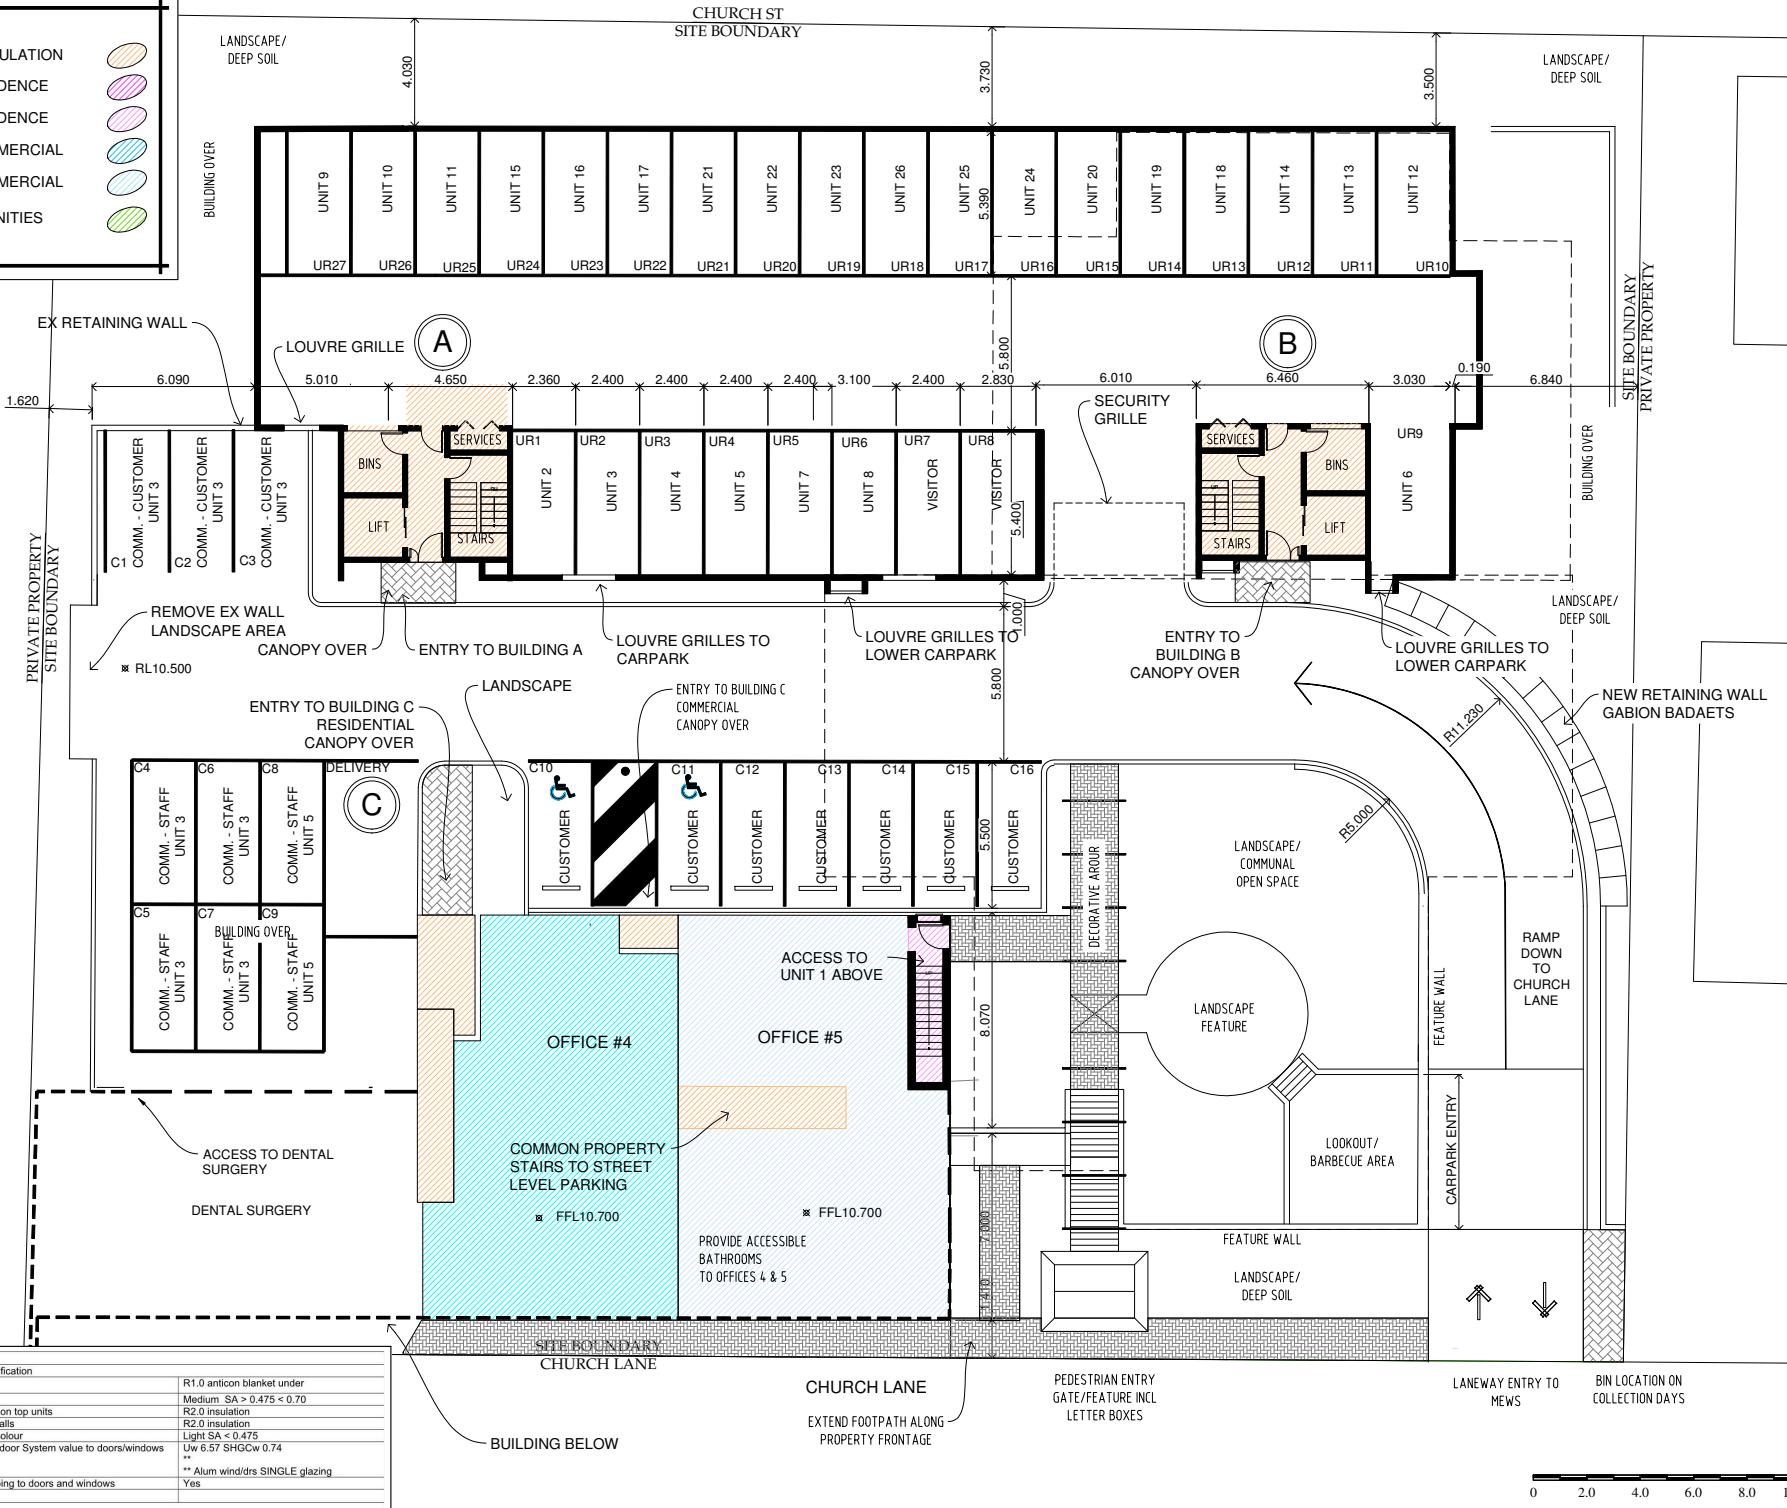 CHURCH ST
SITE BOUNDARY
LANDSCAPE/
DEEP SOIL
LANDSCAPE/
DEEP SOIL
ULATION
DENCE
DENCE
MERCIAL
MERCIAL
NITIES
4.030
3.730
3.500
BUILDING OVER
UNIT 9
UNIT 10
UNIT 11
UNIT 15
UNIT 16
UNIT 17
UNIT 21
UNIT 22
UNIT 23
UNIT 26
UNIT 25
UNIT 24
UNIT 20
UNIT 19
UNIT 18
UNIT 14
UNIT 13
UNIT 12
5.390
UR27
UR26
UR25
UR24
UR23
UR22
UR21
UR20
UR19
UR18
UR17
UR16
UR15
UR14
UR13
UR12
UR11
UR10
SITE BOUNDARY
PRIVATE PROPERTY
EX RETAINING WALL
LOUVRE GRILLE
A
B
5.800
1.620
6.090
5.010
4.650
2.360
2.400
2.400
2.400
2.400
3.100
2.400
2.830
6.010
6.460
3.030
0.190
6.840
SECURITY
GRILLE
BUILDING OVER
C1
COMM. - CUSTOMER
UNIT 3
C2
COMM. - CUSTOMER
UNIT 3
C3
COMM. - CUSTOMER
UNIT 3
BINS
LIFT
SERVICES
STAIRS
UR1
UR2
UR3
UR4
UR5
UR6
UR7
UR8
UNIT 2
UNIT 3
UNIT 4
UNIT 5
UNIT 7
UNIT 8
VISITOR
VISITOR
5.400
SERVICES
STAIRS
BINS
LIFT
UR9
UNIT 6
PRIVATE PROPERTY
SITE BOUNDARY
REMOVE EX WALL
LANDSCAPE AREA
RL10.500
CANOPY OVER
ENTRY TO BUILDING A
LOUVRE GRILLES TO
CARPARK
LOUVRE GRILLES TO
LOWER CARPARK
1.000
ENTRY TO
BUILDING B
CANOPY OVER
LOUVRE GRILLES TO
LOWER CARPARK
LANDSCAPE/
DEEP SOIL
NEW RETAINING WALL
GABION BADAETS
R11.230
LANDSCAPE
ENTRY TO BUILDING C
COMMERCIAL
CANOPY OVER
5.800
ENTRY TO BUILDING C
RESIDENTIAL
CANOPY OVER
DELIVERY
C
C4
C6
C8
COMM. - STAFF
UNIT 3
COMM. - STAFF
UNIT 3
COMM. - STAFF
UNIT 5
C5
C7
C9
BUILDING OVER
COMM. - STAFF
UNIT 3
COMM. - STAFF
UNIT 3
COMM. - STAFF
UNIT 5
C10
C11
C12
C13
C14
C15
C16
CUSTOMER
CUSTOMER
CUSTOMER
CUSTOMER
CUSTOMER
CUSTOMER
CUSTOMER
5.500
DECORATIVE AROUR
R5.000
LANDSCAPE/
COMMUNAL
OPEN SPACE
ACCESS TO
UNIT 1 ABOVE
OFFICE #4
OFFICE #5
8.070
LANDSCAPE
FEATURE
FEATURE WALL
RAMP
DOWN
TO
CHURCH
LANE
ACCESS TO DENTAL
SURGERY
DENTAL SURGERY
COMMON PROPERTY
STAIRS TO STREET
LEVEL PARKING
FFL10.700
FFL10.700
PROVIDE ACCESSIBLE
BATHROOMS
TO OFFICES 4 & 5
7.000
1.410
LOOKOUT/
BARBECUE AREA
CARPARK ENTRY
FEATURE WALL
LANDSCAPE/
DEEP SOIL
SITE BOUNDARY
CHURCH LANE
CHURCH LANE
EXTEND FOOTPATH ALONG
PROPERTY FRONTAGE
PEDESTRIAN ENTRY
GATE/FEATURE INCL
LETTER BOXES
LANEWAY ENTRY TO
MEWS
BIN LOCATION ON
COLLECTION DAYS
BUILDING BELOW
fication
R1.0 anticon blanket under
Medium SA > 0.475 < 0.70
on top units R2.0 insulation
alls R2.0 insulation
olour Light SA < 0.475
door System value to doors/windows Uw 6.57 SHGCw 0.74
**
** Alum wind/drs SINGLE glazing
ing to doors and windows Yes
0 2.0 4.0 6.0 8.0